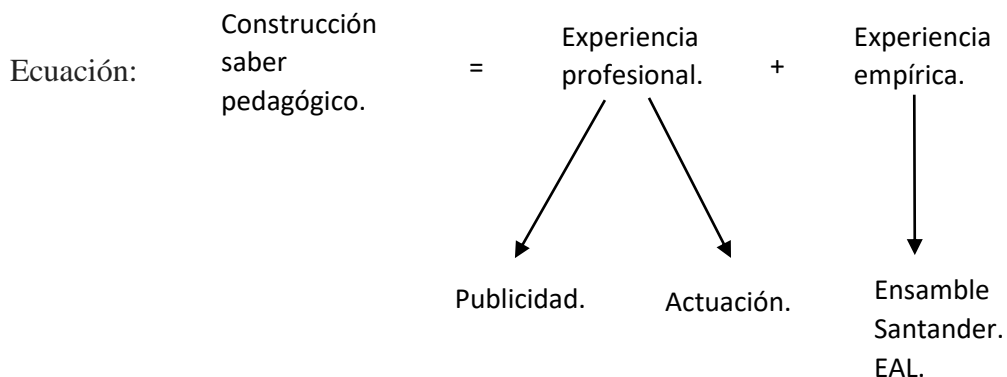 Ecuación:
Construcción
saber
pedagógico.
=
Experiencia
profesional.
+
Experiencia
empírica.
Publicidad.
Actuación.
Ensamble
Santander.
EAL.